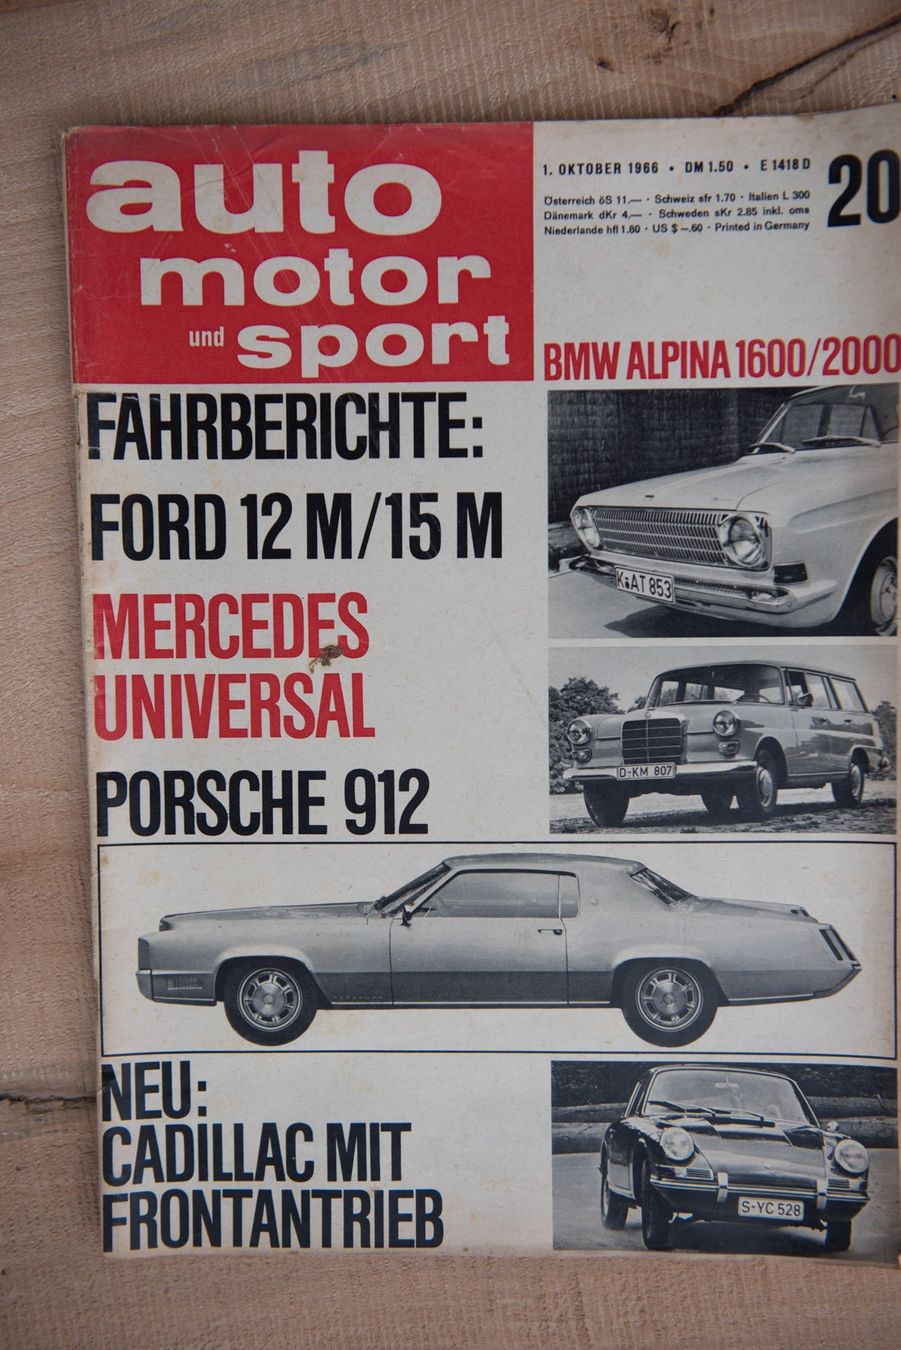 auto
motor
und sport
1. OKTOBER 1966 • DM 1.50 • E 1418 D
Österreich öS 11,— · Schweiz sfr 1.70 · Italien L 300
Dänemark dKr 4,— · Schweden sKr 2.85 inkl. oms
Niederlande hfl 1.80 · US $ —.60 · Printed in Germany
20
BMW ALPINA 1600/2000
FAHRBERICHTE:
FORD 12 M/15 M
MERCEDES
UNIVERSAL
PORSCHE 912
K AT 853
D-KM 807
NEU:
CADILLAC MIT
FRONTANTRIEB
S-YC 528